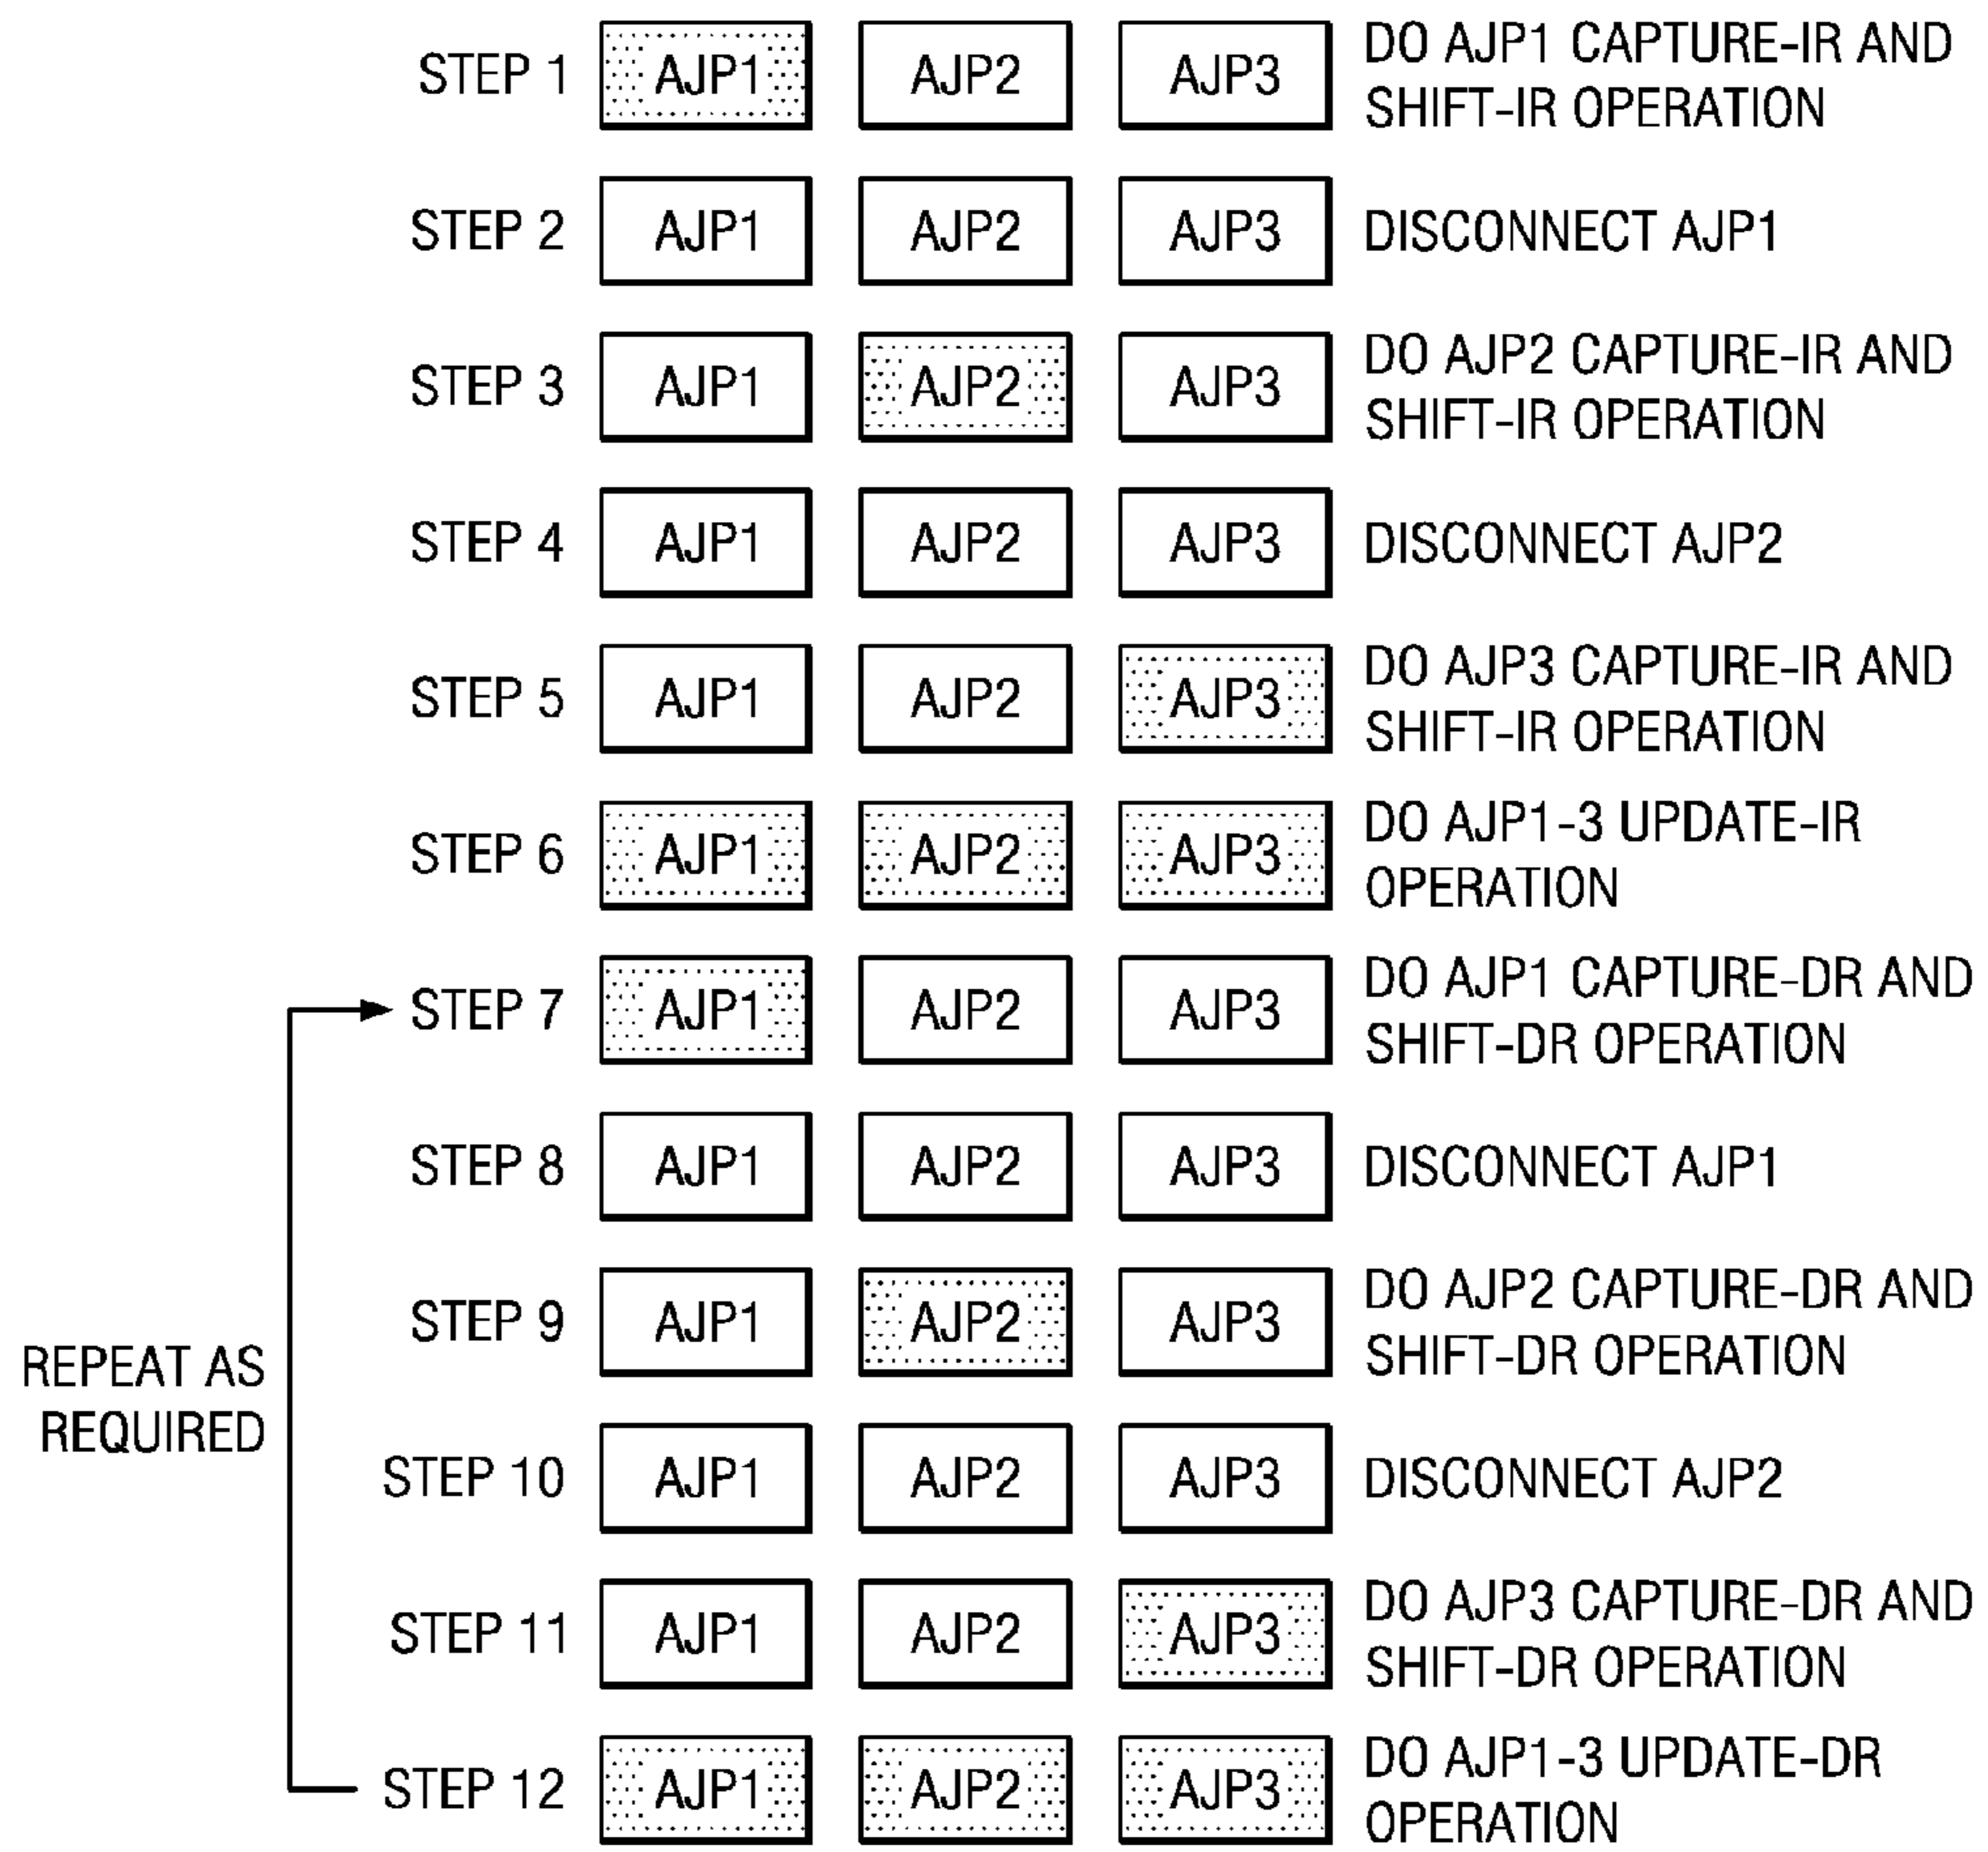 STEP 1 AJP1 AJP2 AJP3 DO AJP1 CAPTURE-IR AND
SHIFT-IR OPERATION
STEP 2 AJP1 AJP2 AJP3 DISCONNECT AJP1
STEP 3 AJP1 AJP2 AJP3 DO AJP2 CAPTURE-IR AND
SHIFT-IR OPERATION
STEP 4 AJP1 AJP2 AJP3 DISCONNECT AJP2
STEP 5 AJP1 AJP2 AJP3 DO AJP3 CAPTURE-IR AND
SHIFT-IR OPERATION
STEP 6 AJP1 AJP2 AJP3 DO AJP1-3 UPDATE-IR
OPERATION
STEP 7 AJP1 AJP2 AJP3 DO AJP1 CAPTURE-DR AND
SHIFT-DR OPERATION
STEP 8 AJP1 AJP2 AJP3 DISCONNECT AJP1
STEP 9 AJP1 AJP2 AJP3 DO AJP2 CAPTURE-DR AND
SHIFT-DR OPERATION
REPEAT AS
REQUIRED
STEP 10 AJP1 AJP2 AJP3 DISCONNECT AJP2
STEP 11 AJP1 AJP2 AJP3 DO AJP3 CAPTURE-DR AND
SHIFT-DR OPERATION
STEP 12 AJP1 AJP2 AJP3 DO AJP1-3 UPDATE-DR
OPERATION